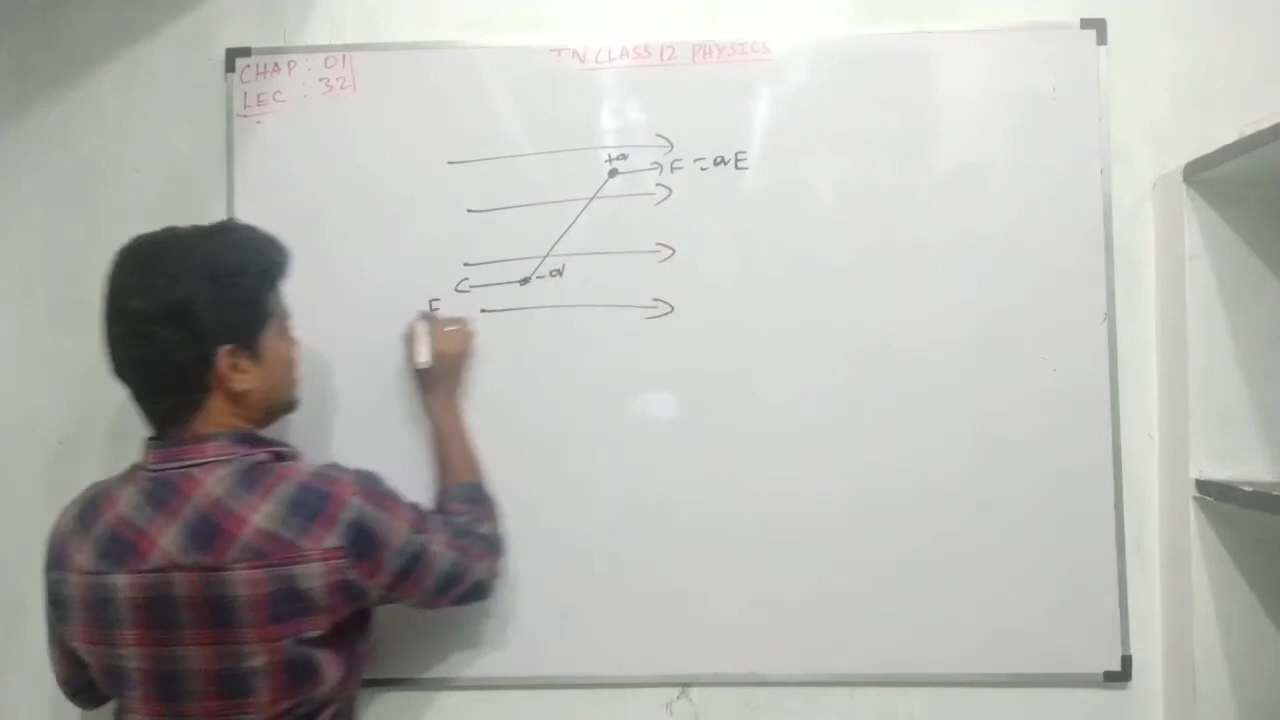 CHAP : 01
LEC : 32
TN CLASS 12 PHYSICS
+q
F = qE
-q
F